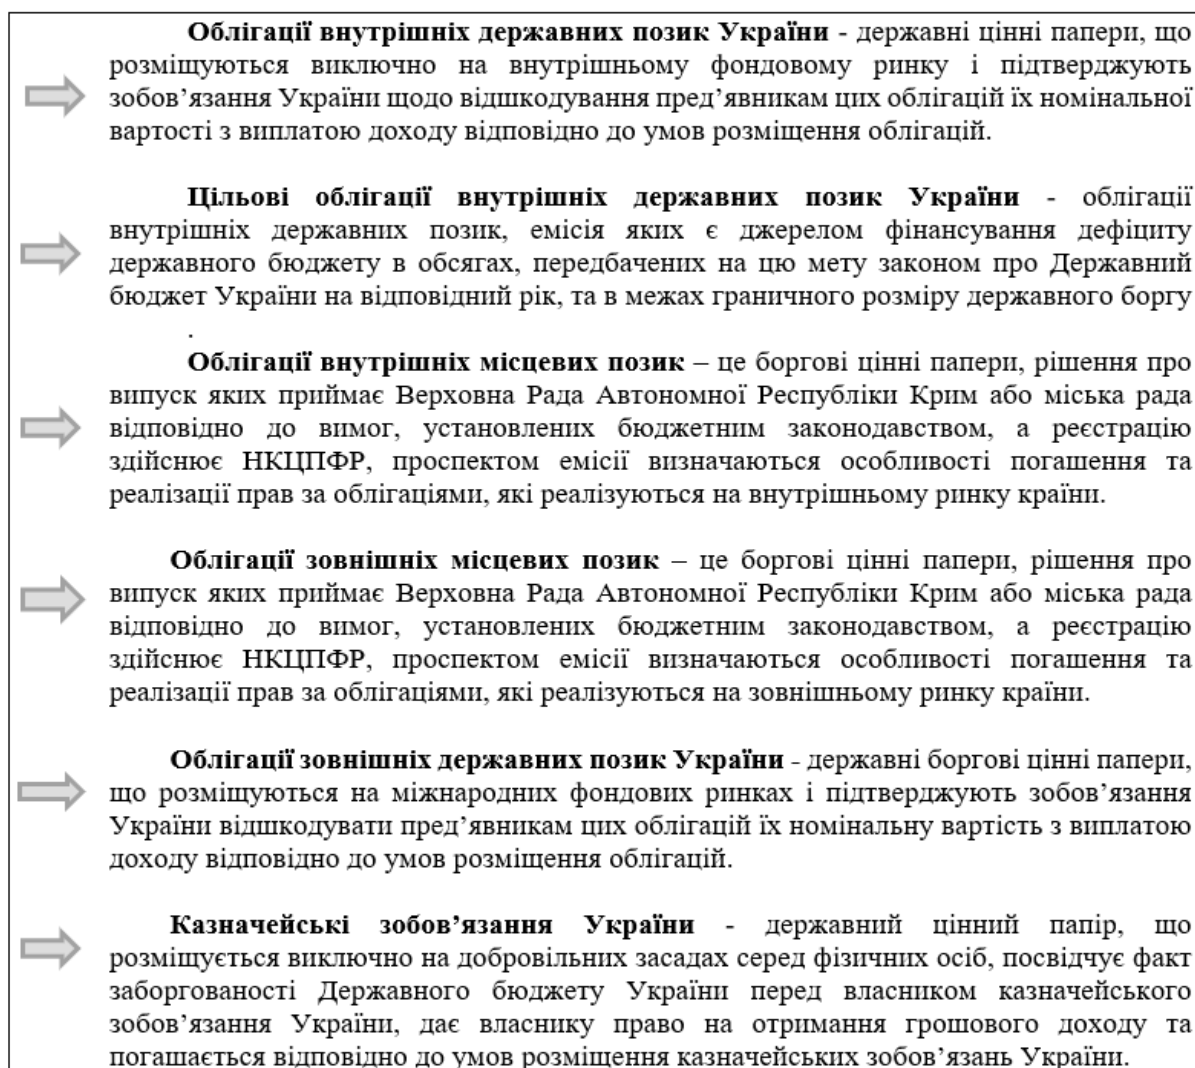 Облігації внутрішніх державних позик України - державні цінні папери, що
розміщуються виключно на внутрішньому фондовому ринку і підтверджують
зобов’язання України щодо відшкодування пред’явникам цих облігацій їх номінальної
вартості з виплатою доходу відповідно до умов розміщення облігацій.
Цільові облігації внутрішніх державних позик України - облігації
внутрішніх державних позик, емісія яких є джерелом фінансування дефіциту
державного бюджету в обсягах, передбачених на цю мету законом про Державний
бюджет України на відповідний рік, та в межах граничного розміру державного боргу
.
Облігації внутрішніх місцевих позик – це боргові цінні папери, рішення про
випуск яких приймає Верховна Рада Автономної Республіки Крим або міська рада
відповідно до вимог, установлених бюджетним законодавством, а реєстрацію
здійснює НКЦПФР, проспектом емісії визначаються особливості погашення та
реалізації прав за облігаціями, які реалізуються на внутрішньому ринку країни.
Облігації зовнішніх місцевих позик – це боргові цінні папери, рішення про
випуск яких приймає Верховна Рада Автономної Республіки Крим або міська рада
відповідно до вимог, установлених бюджетним законодавством, а реєстрацію
здійснює НКЦПФР, проспектом емісії визначаються особливості погашення та
реалізації прав за облігаціями, які реалізуються на зовнішньому ринку країни.
Облігації зовнішніх державних позик України - державні боргові цінні папери,
що розміщуються на міжнародних фондових ринках і підтверджують зобов’язання
України відшкодувати пред’явникам цих облігацій їх номінальну вартість з виплатою
доходу відповідно до умов розміщення облігацій.
Казначейські зобов’язання України - державний цінний папір, що
розміщується виключно на добровільних засадах серед фізичних осіб, посвідчує факт
заборгованості Державного бюджету України перед власником казначейського
зобов’язання України, дає власнику право на отримання грошового доходу та
погашається відповідно до умов розміщення казначейських зобов’язань України.